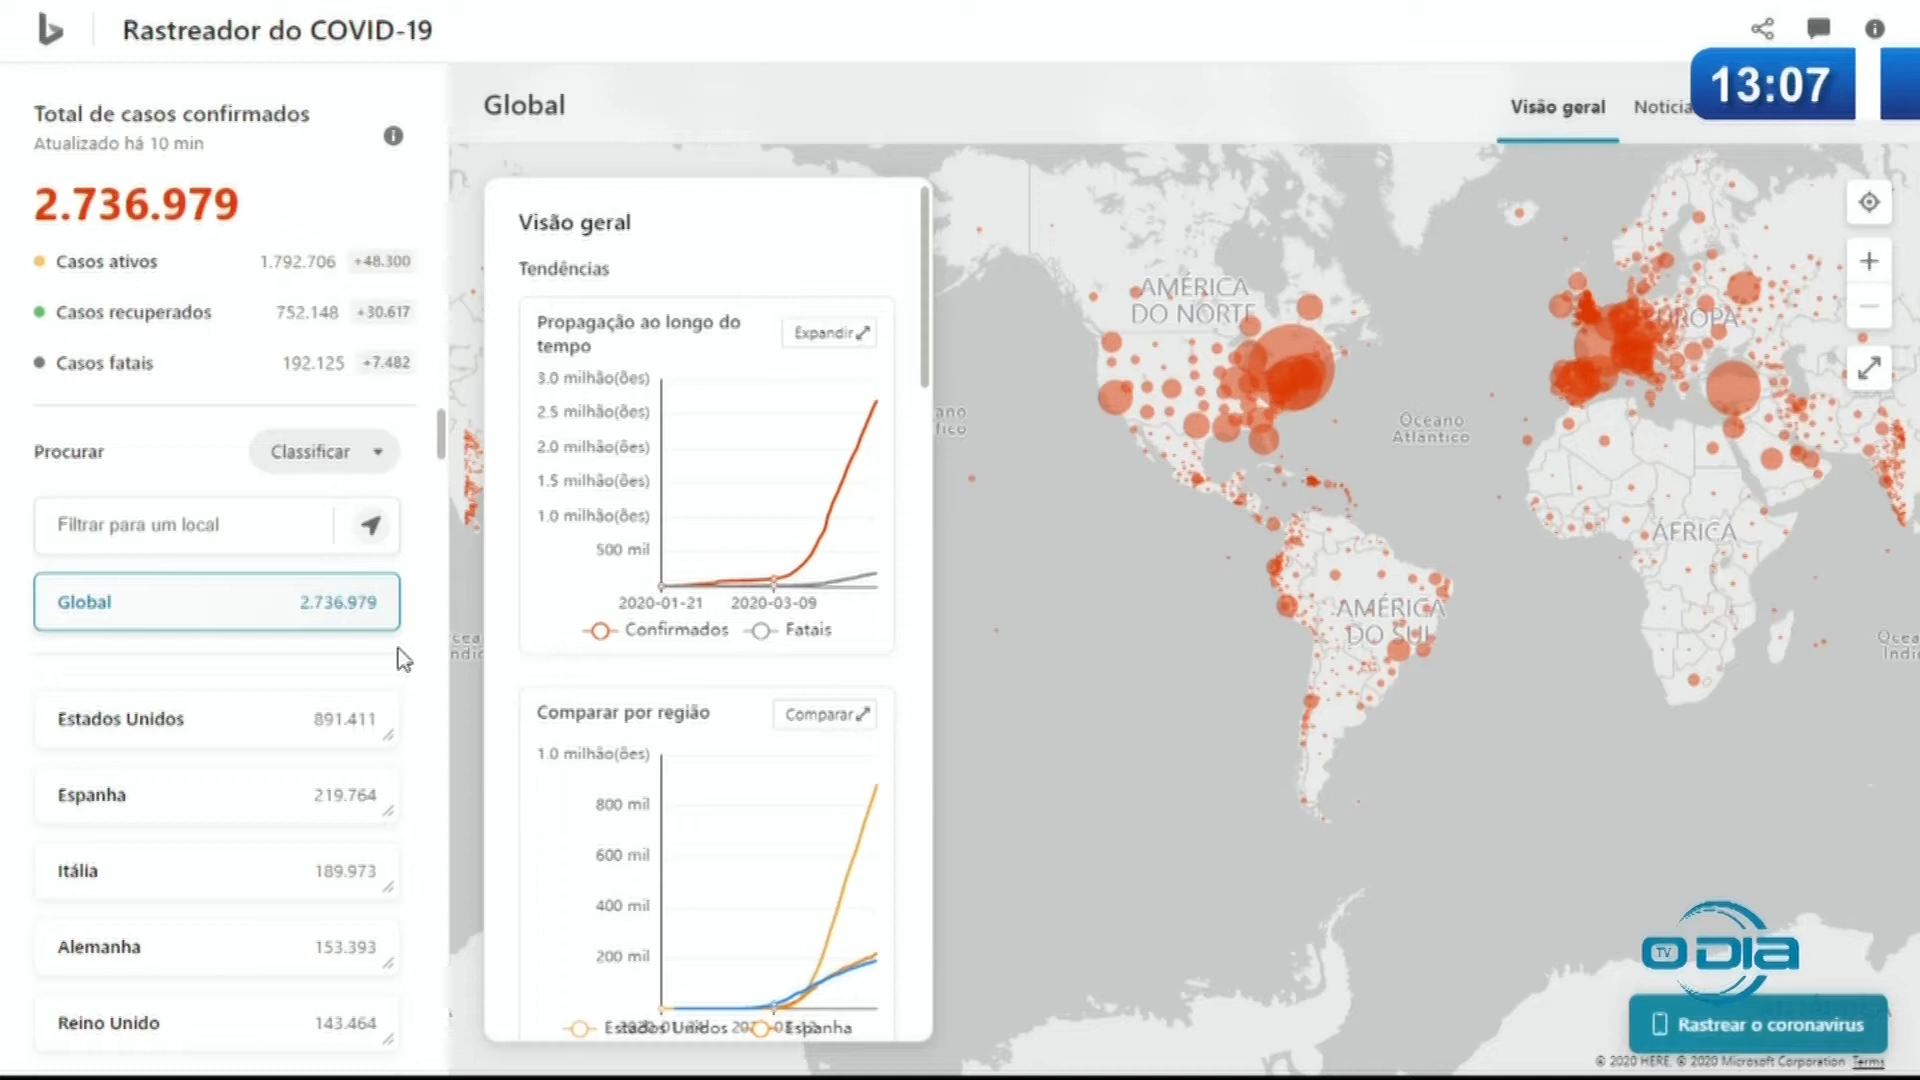 Rastreador do COVID-19
13:07
Total de casos confirmados
Atualizado há 10 min
2.736.979
Casos ativos 1.792.706 +48.300
Casos recuperados 752.148 +30.617
Casos fatais 192.125 +7.482
Procurar
Classificar
Filtrar para um local
Global 2.736.979
Estados Unidos 891.411
Espanha 219.764
Itália 189.973
Alemanha 153.393
Reino Unido 143.464
Global
Visão geral
Visão geral
Tendências
Propagação ao longo do
tempo
Expandir
3.0 milhão(ões)
2.5 milhão(ões)
2.0 milhão(ões)
1.5 milhão(ões)
1.0 milhão(ões)
500 mil
2020-01-21 2020-03-09
Confirmados Fatais
Comparar por região
Comparar
1.0 milhão(ões)
800 mil
600 mil
400 mil
200 mil
Estados Unidos Espanha
AMÉRICA
DO NORTE
Oceano
Atlântico
ÁFRICA
AMÉRICA
DO SUL
TV O DIA
Rastrear o coronavírus
© 2020 HERE, © 2020 Microsoft Corporation Terms